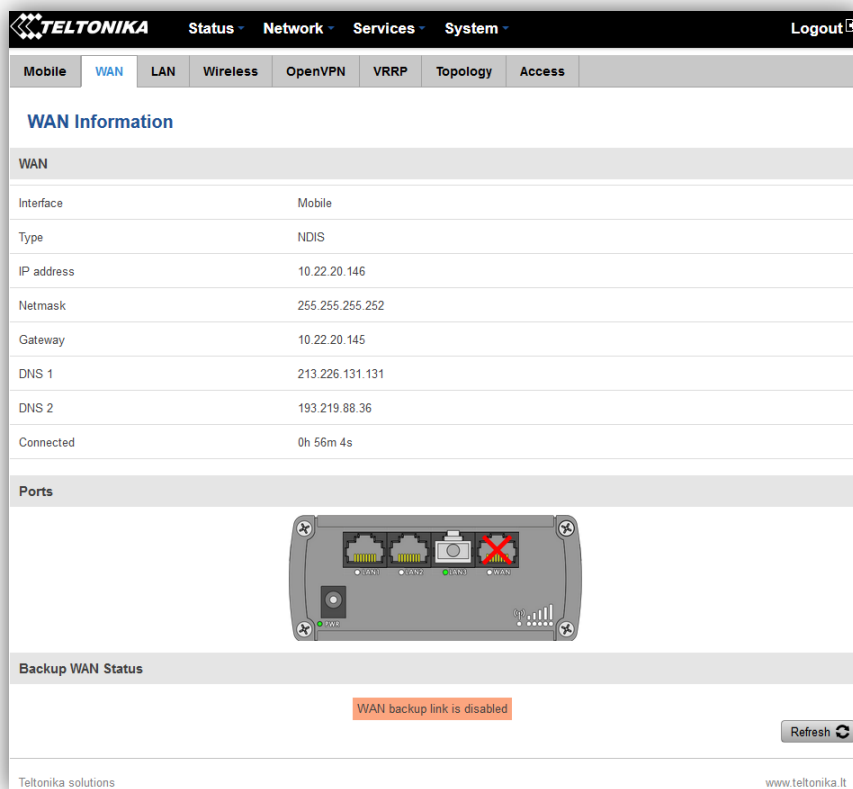 TELTONIKA Status Network Services System Logout
Mobile WAN LAN Wireless OpenVPN VRRP Topology Access
WAN Information
WAN
Interface Mobile
Type NDIS
IP address 10.22.20.146
Netmask 255.255.255.252
Gateway 10.22.20.145
DNS 1 213.226.131.131
DNS 2 193.219.88.36
Connected 0h 56m 4s
Ports
LAN1 LAN2 LAN3 WAN
PWR
Backup WAN Status
WAN backup link is disabled
Refresh
Teltonika solutions www.teltonika.lt